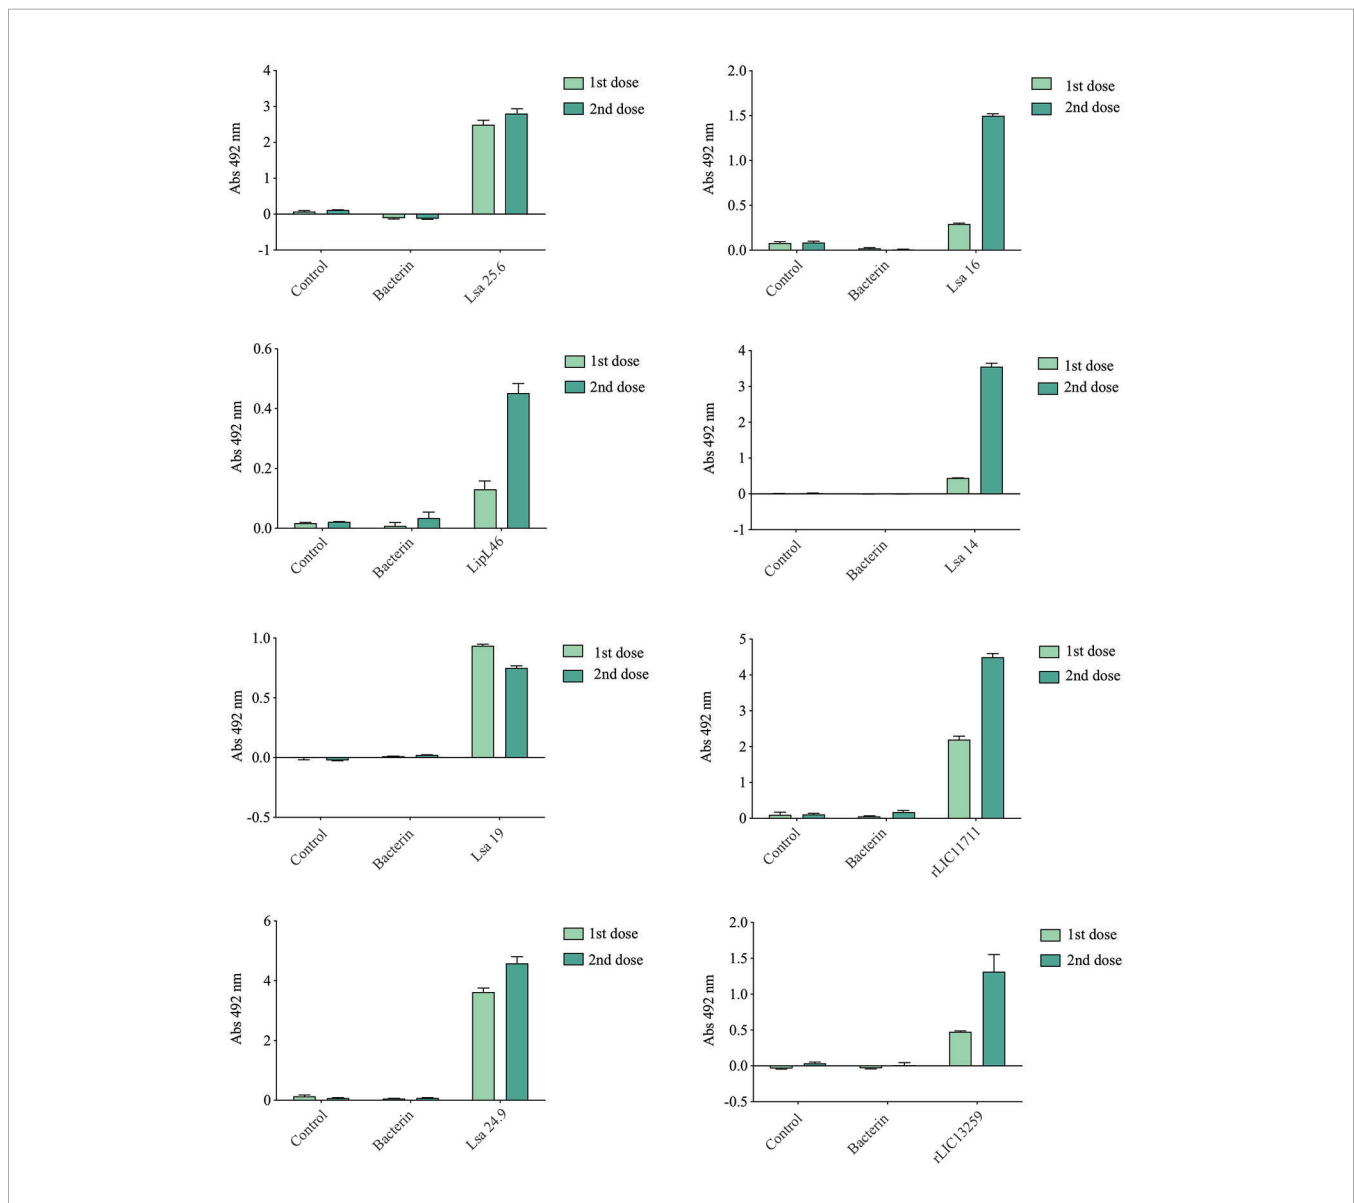 4
3
2
1
0
-1
Abs 492 nm
Control
Bacterin
Lsa 25.6
1st dose
2nd dose
2.0
1.5
1.0
0.5
0.0
Abs 492 nm
Control
Bacterin
Lsa 16
1st dose
2nd dose
0.6
0.4
0.2
0.0
Abs 492 nm
Control
Bacterin
LipL46
1st dose
2nd dose
4
3
2
1
0
-1
Abs 492 nm
Control
Bacterin
Lsa 14
1st dose
2nd dose
1.0
0.5
0.0
-0.5
Abs 492 nm
Control
Bacterin
Lsa 19
1st dose
2nd dose
5
4
3
2
1
0
Abs 492 nm
Control
Bacterin
rLIC11711
1st dose
2nd dose
6
4
2
0
Abs 492 nm
Control
Bacterin
Lsa 24.9
1st dose
2nd dose
2.0
1.5
1.0
0.5
0.0
-0.5
Abs 492 nm
Control
Bacterin
rLIC13259
1st dose
2nd dose